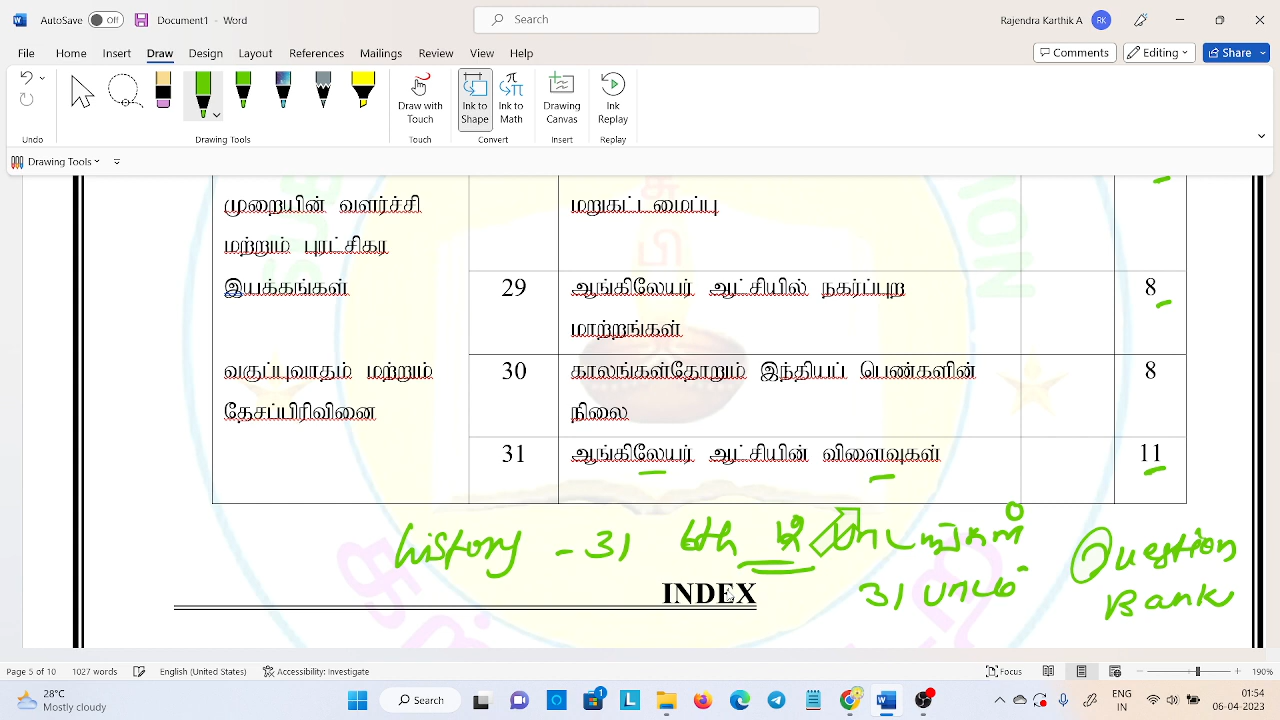 AutoSave Off Document1 - Word Search Rajendra Karthik A RK
File Home Insert Draw Design Layout References Mailings Review View Help Comments Editing Share
Draw with Touch Ink to Shape Ink to Math Drawing Canvas Ink Replay
Undo Drawing Tools Touch Convert Insert Replay
Drawing Tools
முறையின் வளர்ச்சி மறுகட்டமைப்பு
மற்றும் புரட்சிகர
இயக்கங்கள் 29 ஆங்கிலேயர் ஆட்சியில் நகர்ப்புற 8
மாற்றங்கள்
வகுப்புவாதம் மற்றும் 30 காலங்கள்தோறும் இந்தியப் பெண்களின் 8
தேசப்பிரிவினை நிலை
31 ஆங்கிலேயர் ஆட்சியின் விளைவுகள் 11
history - 31 6th பாடங்கள் Question
31 பாடம் Bank
INDEX
Page 5 of 10 1027 words English (United States) Accessibility: Investigate Focus 190%
28°C
Mostly cloudy
Search
ENG
IN
01:54
06-04-2023